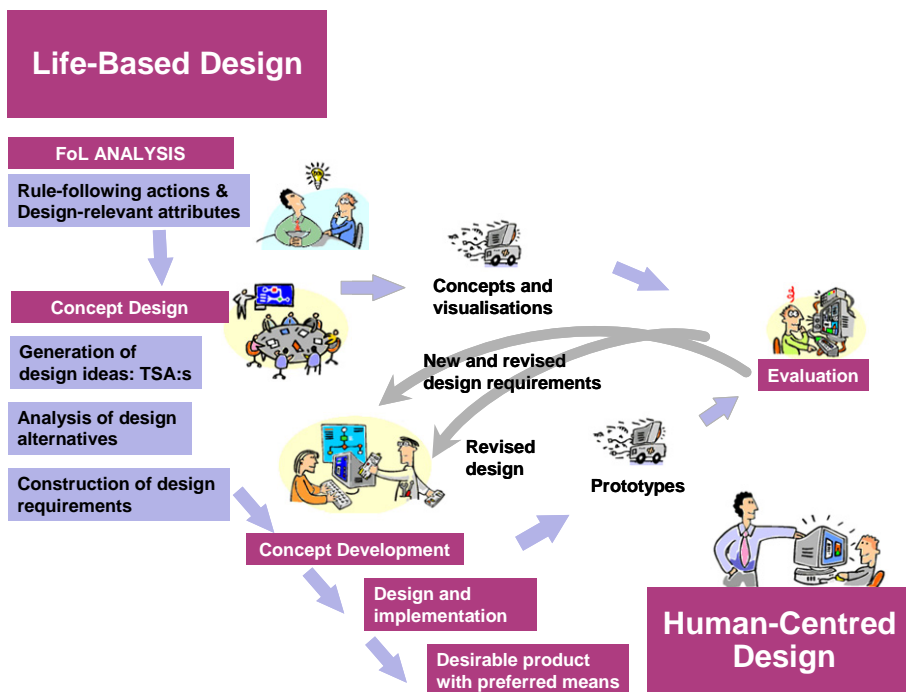 Life-Based Design
FoL ANALYSIS
Rule-following actions &
Design-relevant attributes
Concept Design
Generation of
design ideas: TSA:s
Analysis of design
alternatives
Construction of design
requirements
Concepts and
visualisations
New and revised
design requirements
Evaluation
Revised
design
Prototypes
Concept Development
Design and
implementation
Desirable product
with preferred means
Human-Centred
Design